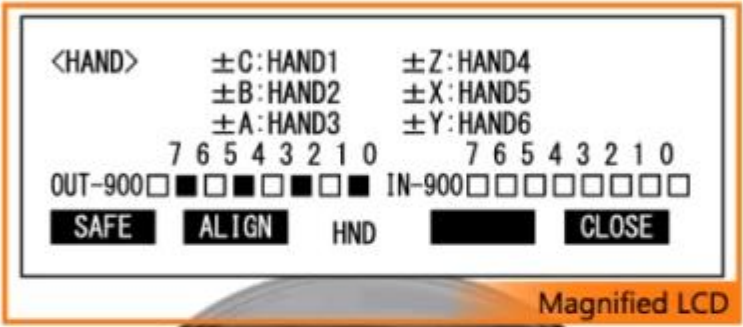 <HAND> ±C:HAND1 ±Z:HAND4
±B:HAND2 ±X:HAND5
±A:HAND3 ±Y:HAND6
7 6 5 4 3 2 1 0 7 6 5 4 3 2 1 0
OUT-900□■□■□■□■ IN-900□□□□□□□□
SAFE ALIGN HND CLOSE
Magnified LCD